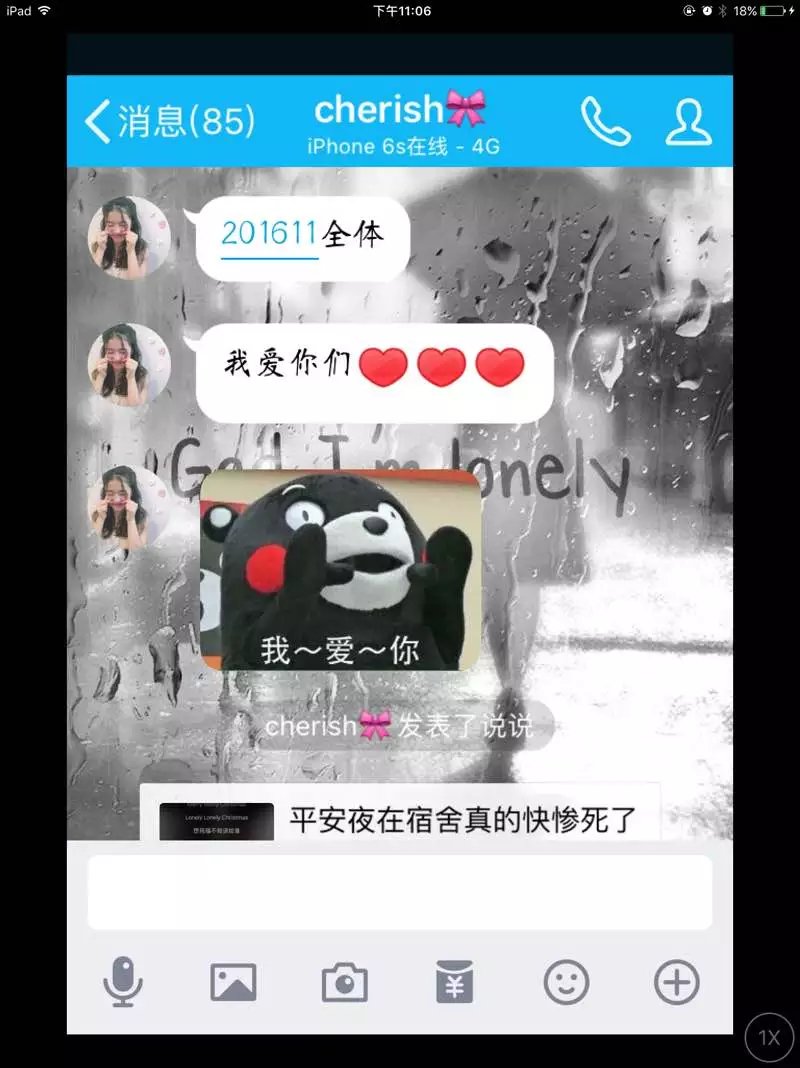 iPad 下午11:06 18%
消息(85) cherish🎀
iPhone 6s在线 - 4G
201611全体
我爱你们❤❤❤
God I'm lonely
我～爱～你
cherish🎀 发表了说说
平安夜在宿舍真的快惨死了
Lonely Lonely Christmas
1X